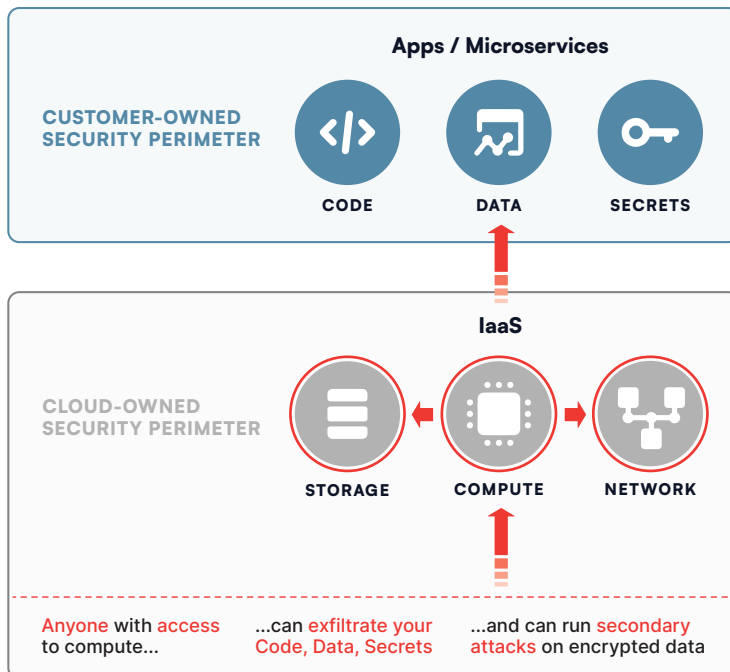 Apps / Microservices
CUSTOMER-OWNED
SECURITY PERIMETER
CODE
DATA
SECRETS
IaaS
CLOUD-OWNED
SECURITY PERIMETER
STORAGE
COMPUTE
NETWORK
Anyone with access
to compute...
...can exfiltrate your
Code, Data, Secrets
...and can run secondary
attacks on encrypted data